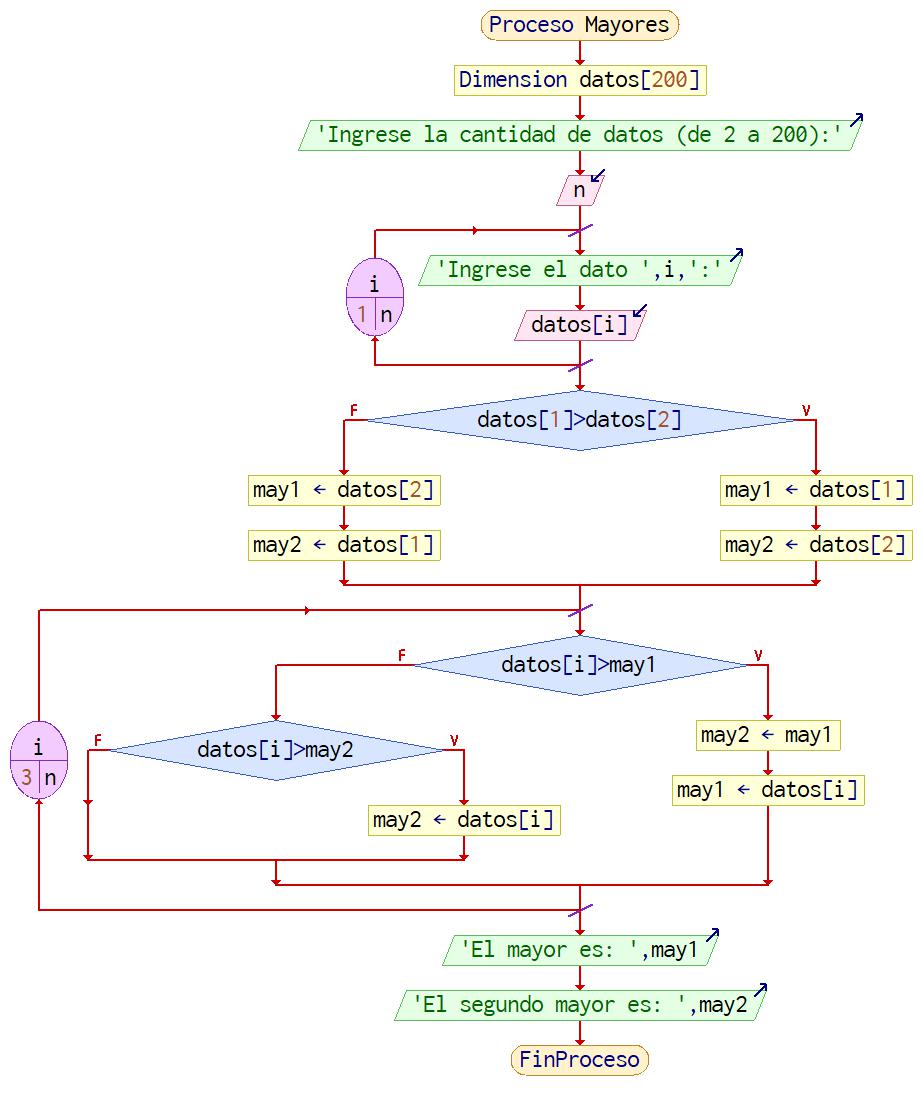 Proceso Mayores
Dimension datos[200]
'Ingrese la cantidad de datos (de 2 a 200):'
n
'Ingrese el dato ',i,':'
i
1 n
datos[i]
datos[1]>datos[2]
F
V
may1 ← datos[2]
may2 ← datos[1]
may1 ← datos[1]
may2 ← datos[2]
datos[i]>may1
F
V
i
3 n
datos[i]>may2
F
V
may2 ← datos[i]
may2 ← may1
may1 ← datos[i]
'El mayor es: ',may1
'El segundo mayor es: ',may2
FinProceso